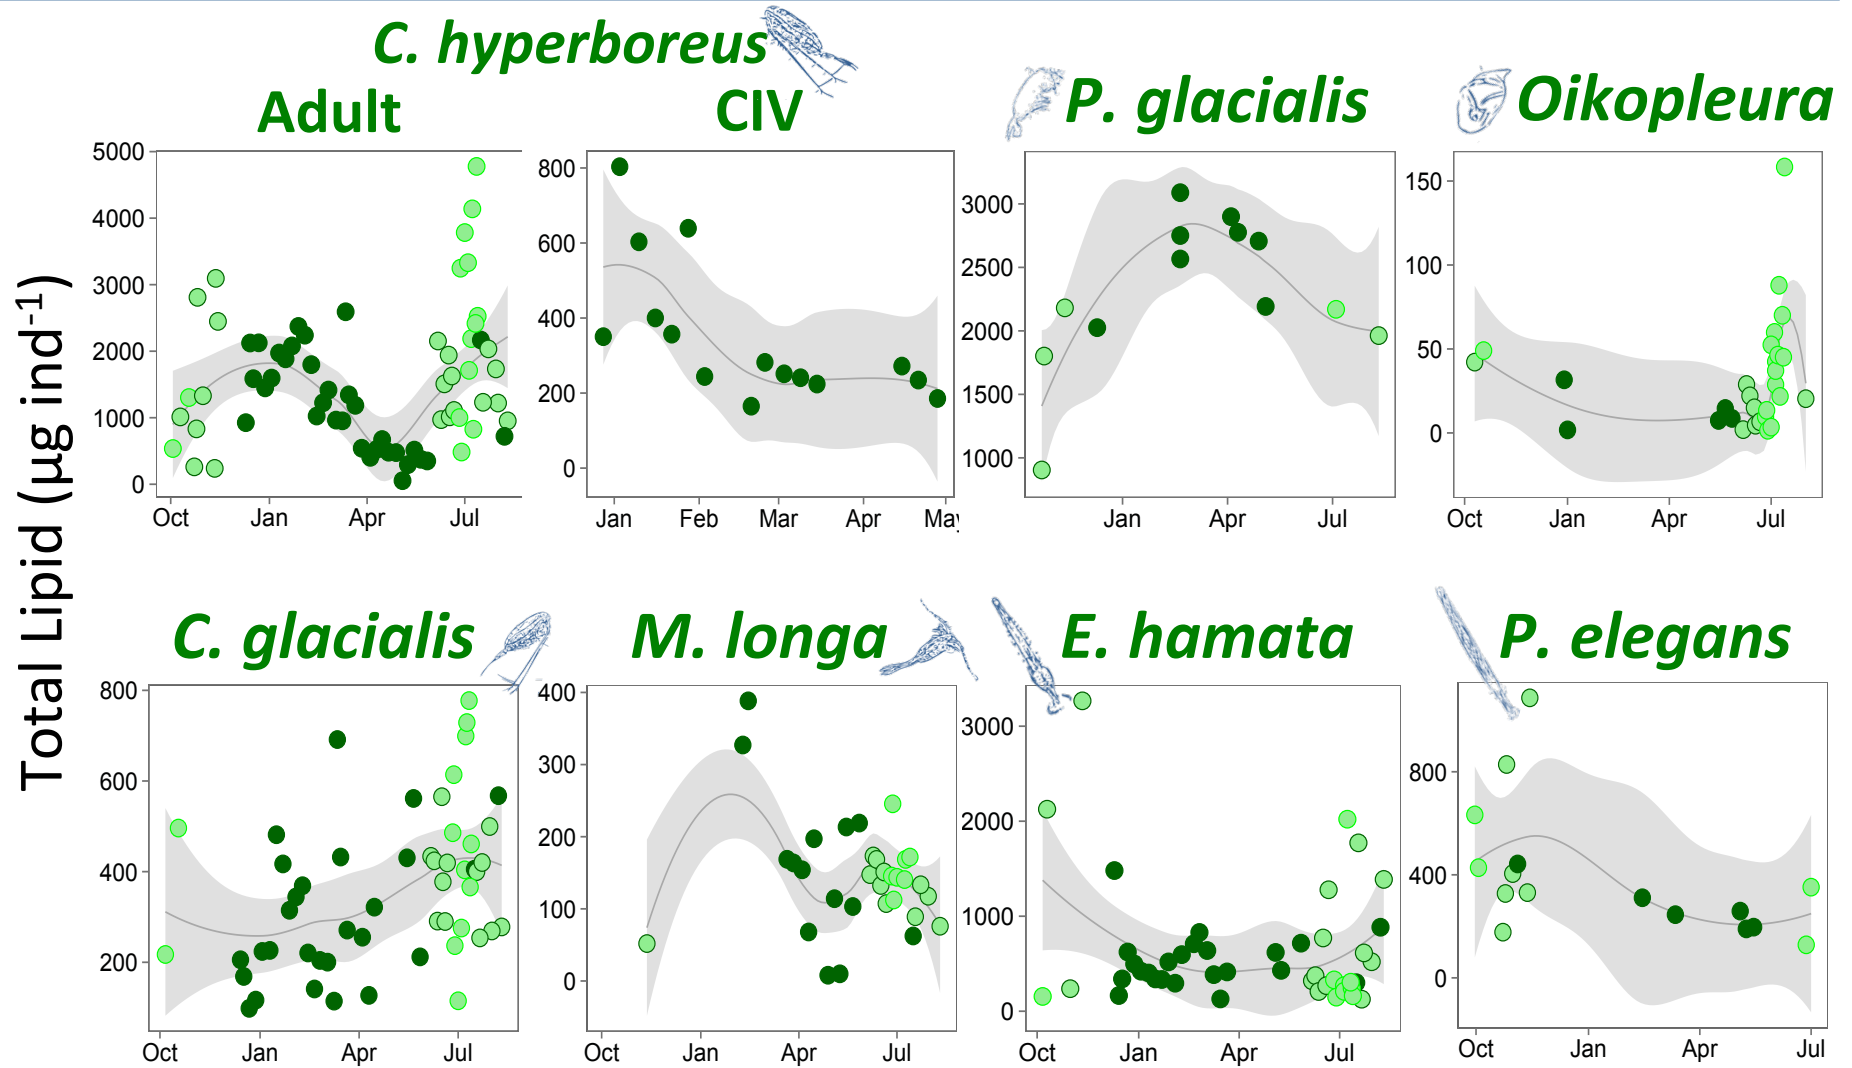 C. hyperboreus
Adult
CIV
P. glacialis
Oikopleura
Total Lipid (µg ind-1)
5000
4000
3000
2000
1000
0
Oct Jan Apr Jul
800
600
400
200
0
Jan Feb Mar Apr May
3000
2500
2000
1500
1000
Jan Apr Jul
150
100
50
0
Oct Jan Apr Jul
C. glacialis
M. longa
E. hamata
P. elegans
800
600
400
200
Oct Jan Apr Jul
400
300
200
100
0
Oct Jan Apr Jul
3000
2000
1000
0
Oct Jan Apr Jul
800
400
0
Oct Jan Apr Jul